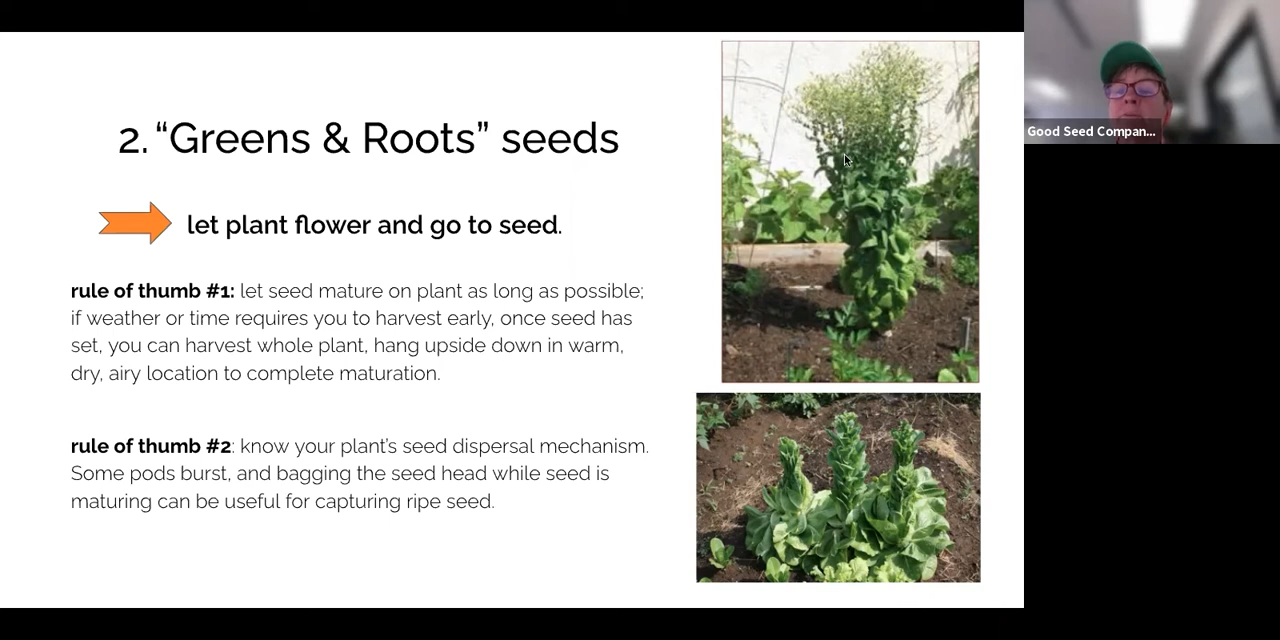 2. “Greens & Roots” seeds
let plant flower and go to seed.
rule of thumb #1: let seed mature on plant as long as possible;
if weather or time requires you to harvest early, once seed has
set, you can harvest whole plant, hang upside down in warm,
dry, airy location to complete maturation.
rule of thumb #2: know your plant’s seed dispersal mechanism.
Some pods burst, and bagging the seed head while seed is
maturing can be useful for capturing ripe seed.
Good Seed Compan...